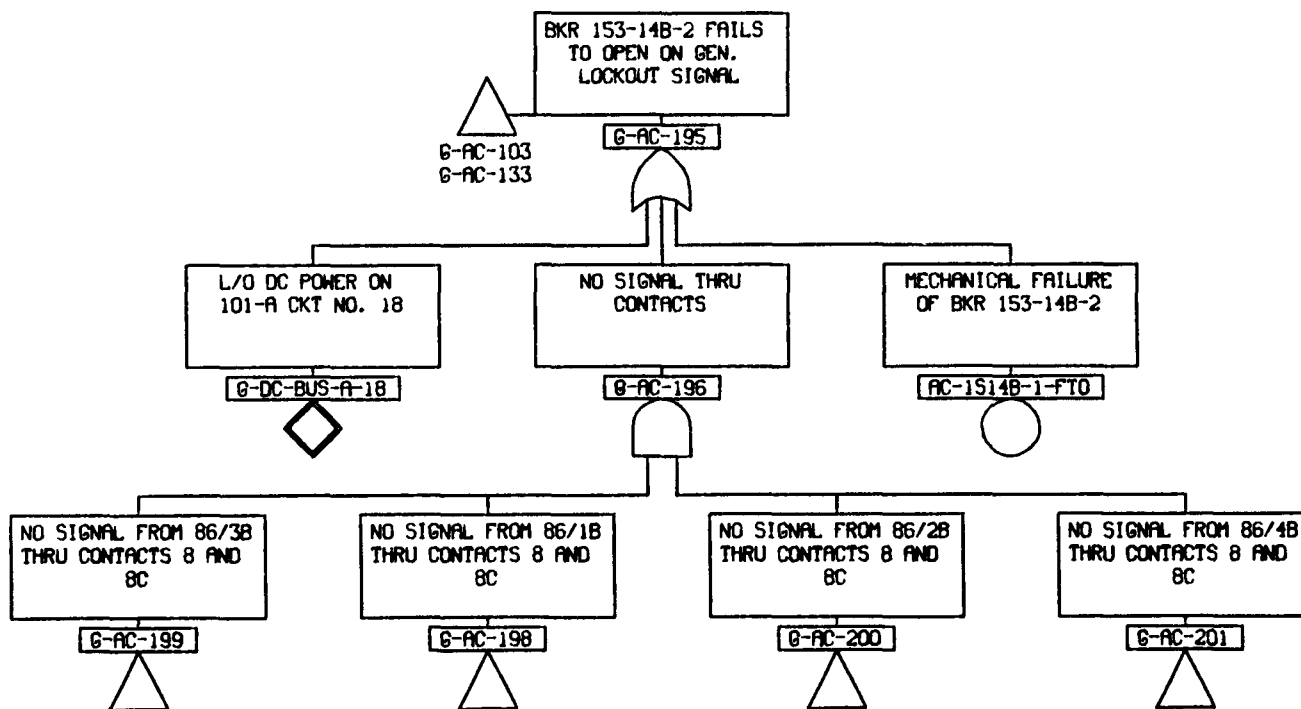 BKR 153-14B-2 FAILS
TO OPEN ON GEN.
LOCKOUT SIGNAL
G-AC-195
G-AC-103
G-AC-133
L/O DC POWER ON
101-A CKT NO. 18
G-DC-BUS-A-18
NO SIGNAL THRU
CONTACTS
G-AC-196
MECHANICAL FAILURE
OF BKR 153-14B-2
AC-1S14B-1-FTO
NO SIGNAL FROM 86/3B
THRU CONTACTS 8 AND
8C
G-AC-199
NO SIGNAL FROM 86/1B
THRU CONTACTS 8 AND
8C
G-AC-198
NO SIGNAL FROM 86/2B
THRU CONTACTS 8 AND
8C
G-AC-200
NO SIGNAL FROM 86/4B
THRU CONTACTS 8 AND
8C
G-AC-201